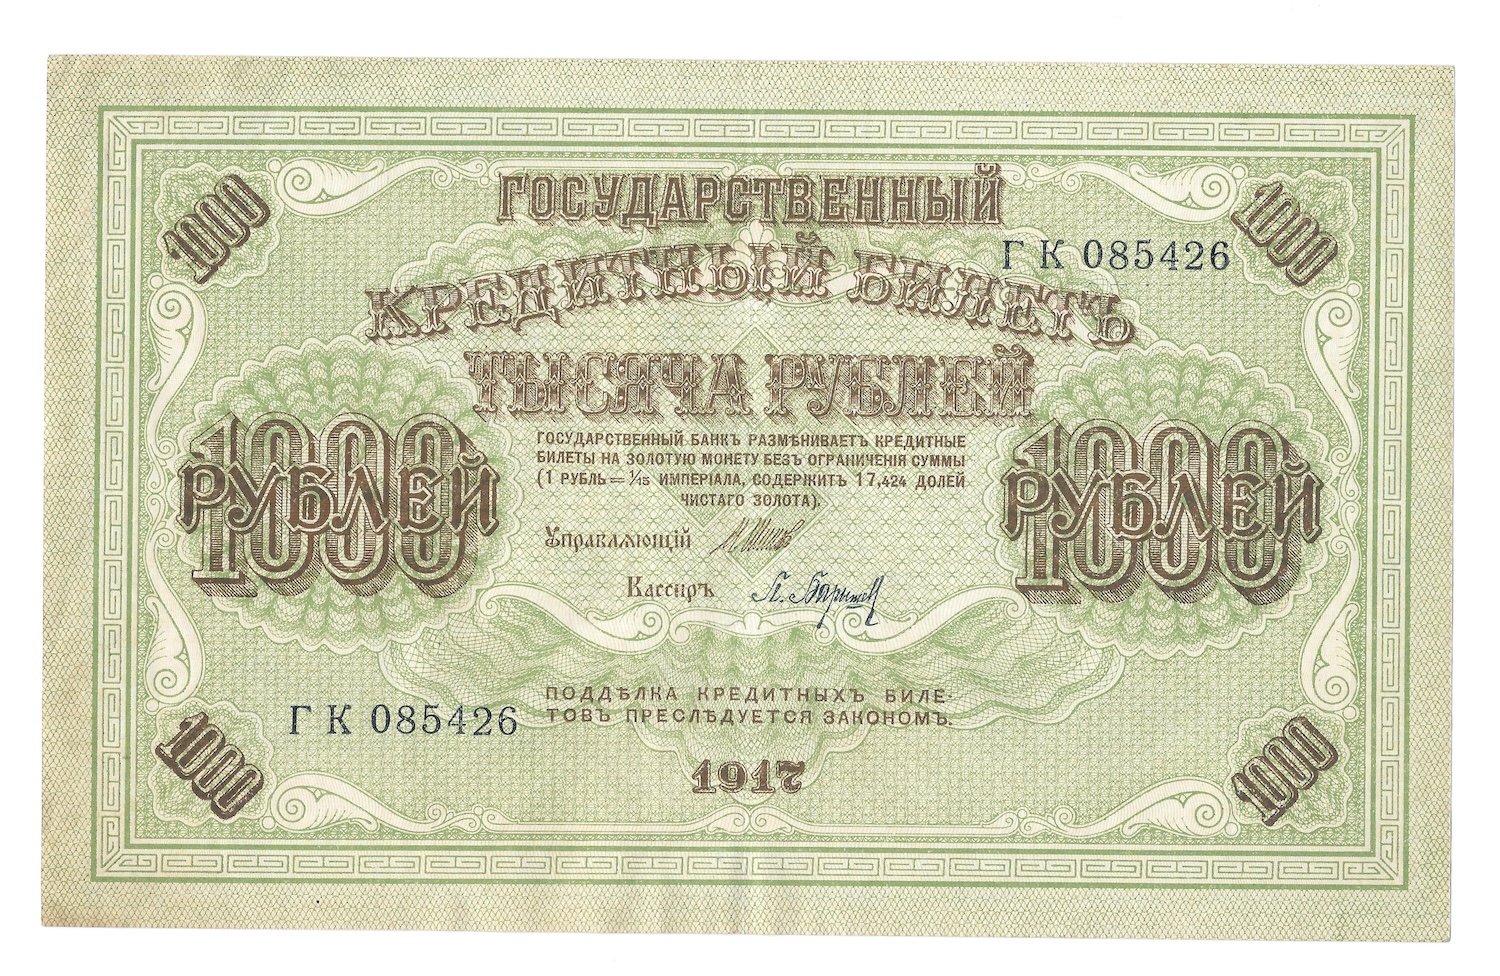 1000
ГОСУДАРСТВЕННЫЙ
1000
ГК 085426
КРЕДИТНЫЙ БИЛЕТЪ
ТЫСЯЧА РУБЛЕЙ
1000
РУБЛЕЙ
ГОСУДАРСТВЕННЫЙ БАНКЪ РАЗМѢНИВАЕТЪ КРЕДИТНЫЕ
БИЛЕТЫ НА ЗОЛОТУЮ МОНЕТУ БЕЗЪ ОГРАНИЧЕНІЯ СУММЫ
(1 РУБЛЬ = 1/15 ИМПЕРІАЛА, СОДЕРЖИТЪ 17,424 ДОЛЕЙ
ЧИСТАГО ЗОЛОТА).
1000
РУБЛЕЙ
Управляющій И Шипов
Кассиръ П. Барышев
ПОДДѢЛКА КРЕДИТНЫХЪ БИЛЕ-
ТОВЪ ПРЕСЛѢДУЕТСЯ ЗАКОНОМЪ.
ГК 085426
1000
1917
1000